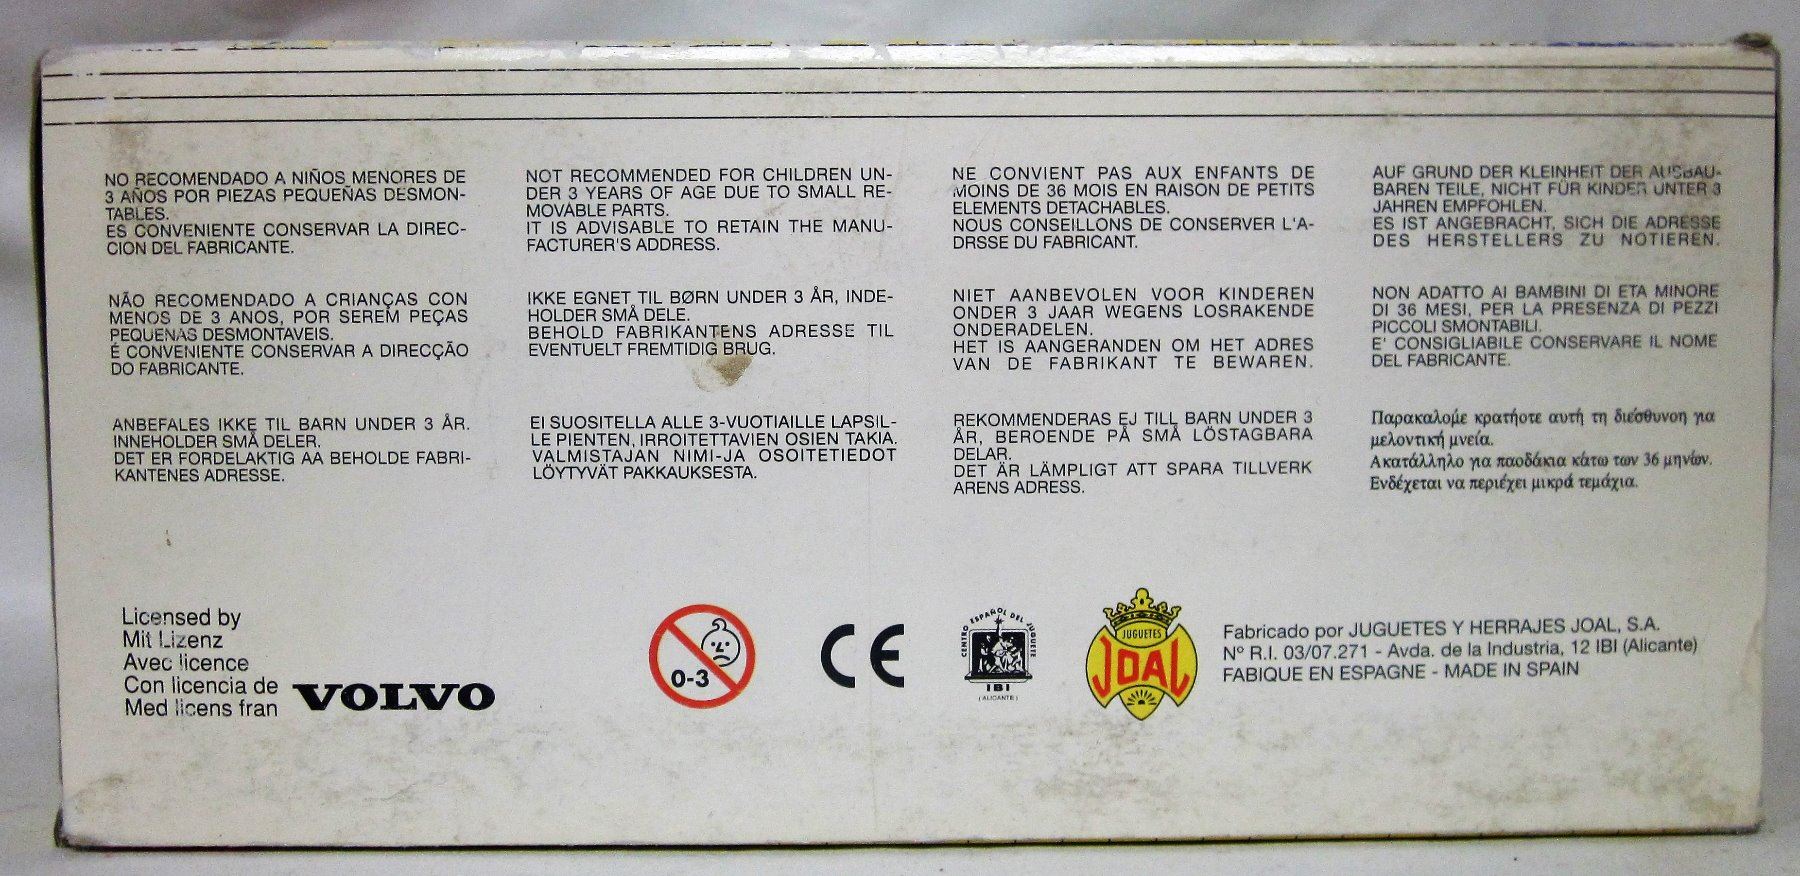 NO RECOMENDADO A NIÑOS MENORES DE
3 AÑOS POR PIEZAS PEQUEÑAS DESMON-
TABLES.
ES CONVENIENTE CONSERVAR LA DIREC-
CION DEL FABRICANTE.
NOT RECOMMENDED FOR CHILDREN UN-
DER 3 YEARS OF AGE DUE TO SMALL RE-
MOVABLE PARTS.
IT IS ADVISABLE TO RETAIN THE MANU-
FACTURER'S ADDRESS.
NE CONVIENT PAS AUX ENFANTS DE
MOINS DE 36 MOIS EN RAISON DE PETITS
ELEMENTS DETACHABLES.
NOUS CONSEILLONS DE CONSERVER L'A-
DRSSE DU FABRICANT.
AUF GRUND DER KLEINHEIT DER AUSBAU-
BAREN TEILE, NICHT FÜR KINDER UNTER 3
JAHREN EMPFOHLEN.
ES IST ANGEBRACHT, SICH DIE ADRESSE
DES HERSTELLERS ZU NOTIEREN.
NÃO RECOMENDADO A CRIANÇAS CON
MENOS DE 3 ANOS, POR SEREM PEÇAS
PEQUENAS DESMONTAVEIS.
É CONVENIENTE CONSERVAR A DIRECÇÃO
DO FABRICANTE.
IKKE EGNET TIL BØRN UNDER 3 ÅR, INDE-
HOLDER SMÅ DELE.
BEHOLD FABRIKANTENS ADRESSE TIL
EVENTUELT FREMTIDIG BRUG.
NIET AANBEVOLEN VOOR KINDEREN
ONDER 3 JAAR WEGENS LOSRAKENDE
ONDERADELEN.
HET IS AANGERANDEN OM HET ADRES
VAN DE FABRIKANT TE BEWAREN.
NON ADATTO AI BAMBINI DI ETA MINORE
DI 36 MESI, PER LA PRESENZA DI PEZZI
PICCOLI SMONTABILI.
E' CONSIGLIABILE CONSERVARE IL NOME
DEL FABRICANTE.
ANBEFALES IKKE TIL BARN UNDER 3 ÅR.
INNEHOLDER SMÅ DELER.
DET ER FORDELAKTIG AA BEHOLDE FABRI-
KANTENES ADRESSE.
EI SUOSITELLA ALLE 3-VUOTIAILLE LAPSIL-
LE PIENTEN, IRROITETTAVIEN OSIEN TAKIA.
VALMISTAJAN NIMI-JA OSOITETIEDOT
LÖYTYVÄT PAKKAUKSESTA.
REKOMMENDERAS EJ TILL BARN UNDER 3
ÅR, BEROENDE PÅ SMÅ LÖSTAGBARA
DELAR.
DET ÄR LÄMPLIGT ATT SPARA TILLVERK
ARENS ADRESS.
Παρακαλούμε κρατήοτε αυτή τη διεόθυνοη για
μελοντική μνεία.
Ακατάλληλο για παοδάκια κάτω των 36 μηνών.
Ενδέχεται να περιέχει μικρά τεμάχια.
Licensed by
Mit Lizenz
Avec licence
Con licencia de
Med licens fran
VOLVO
0-3
CE
CENTRO ESPAÑOL DEL JUGUETE
IBI
(ALICANTE)
JUGUETES
JOAL
Fabricado por JUGUETES Y HERRAJES JOAL, S.A.
Nº R.I. 03/07.271 - Avda. de la Industria, 12 IBI (Alicante)
FABIQUE EN ESPAGNE - MADE IN SPAIN